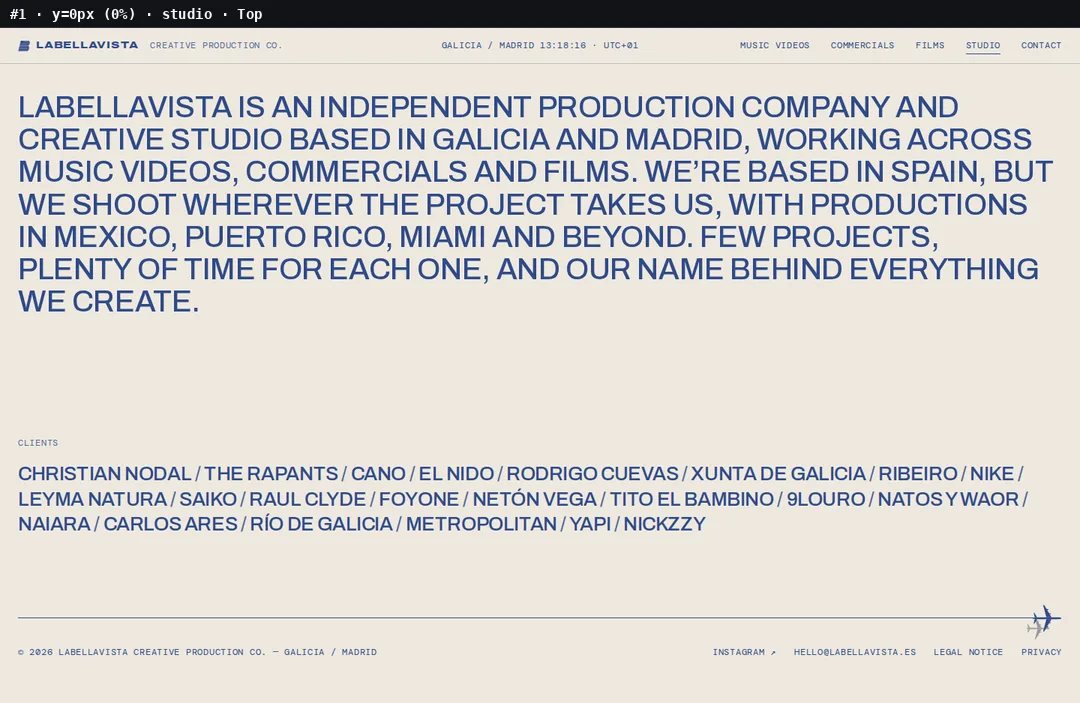 #1 · y=0px (0%) · studio · Top
LABELLAVISTA CREATIVE PRODUCTION CO.
GALICIA / MADRID 13:18:16 · UTC+01
MUSIC VIDEOS COMMERCIALS FILMS STUDIO CONTACT
LABELLAVISTA IS AN INDEPENDENT PRODUCTION COMPANY AND
CREATIVE STUDIO BASED IN GALICIA AND MADRID, WORKING ACROSS
MUSIC VIDEOS, COMMERCIALS AND FILMS. WE’RE BASED IN SPAIN, BUT
WE SHOOT WHEREVER THE PROJECT TAKES US, WITH PRODUCTIONS
IN MEXICO, PUERTO RICO, MIAMI AND BEYOND. FEW PROJECTS,
PLENTY OF TIME FOR EACH ONE, AND OUR NAME BEHIND EVERYTHING
WE CREATE.
CLIENTS
CHRISTIAN NODAL / THE RAPANTS / CANO / EL NIDO / RODRIGO CUEVAS / XUNTA DE GALICIA / RIBEIRO / NIKE /
LEYMA NATURA / SAIKO / RAUL CLYDE / FOYONE / NETÓN VEGA / TITO EL BAMBINO / 9LOURO / NATOS Y WAOR /
NAIARA / CARLOS ARES / RÍO DE GALICIA / METROPOLITAN / YAPI / NICKZZY
© 2026 LABELLAVISTA CREATIVE PRODUCTION CO. — GALICIA / MADRID
INSTAGRAM ↗ HELLO@LABELLAVISTA.ES LEGAL NOTICE PRIVACY